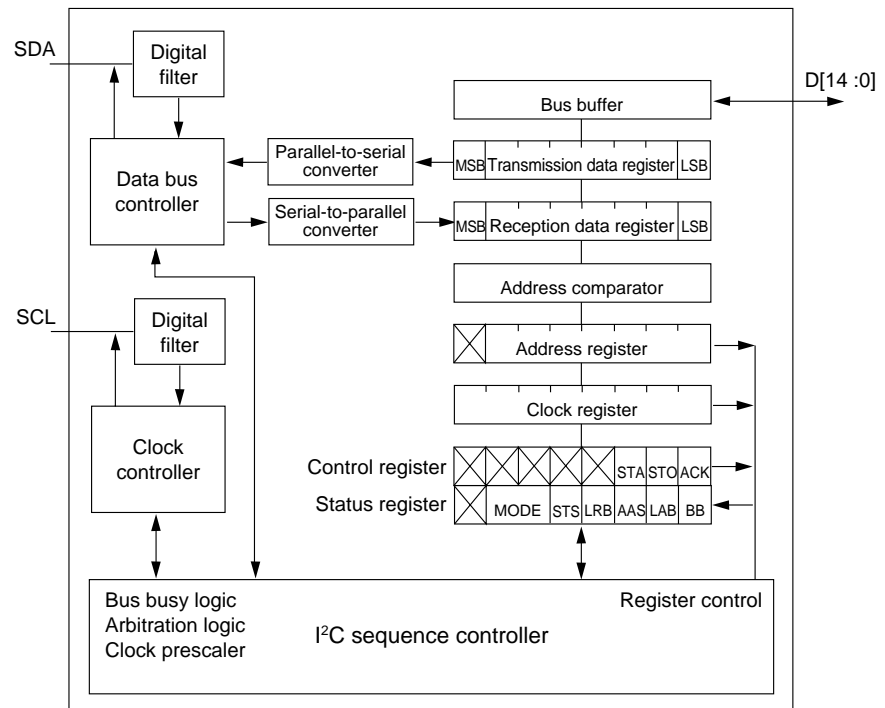 SDA
Digital
filter
D[14 :0]
Bus buffer
Data bus
controller
Parallel-to-serial
converter
MSB Transmission data register LSB
Serial-to-parallel
converter
MSB Reception data register LSB
Address comparator
SCL
Digital
filter
Address register
Clock register
Clock
controller
Control register
STA STO ACK
Status register
MODE STS LRB AAS LAB BB
Bus busy logic
Arbitration logic
Clock prescaler
I²C sequence controller
Register control